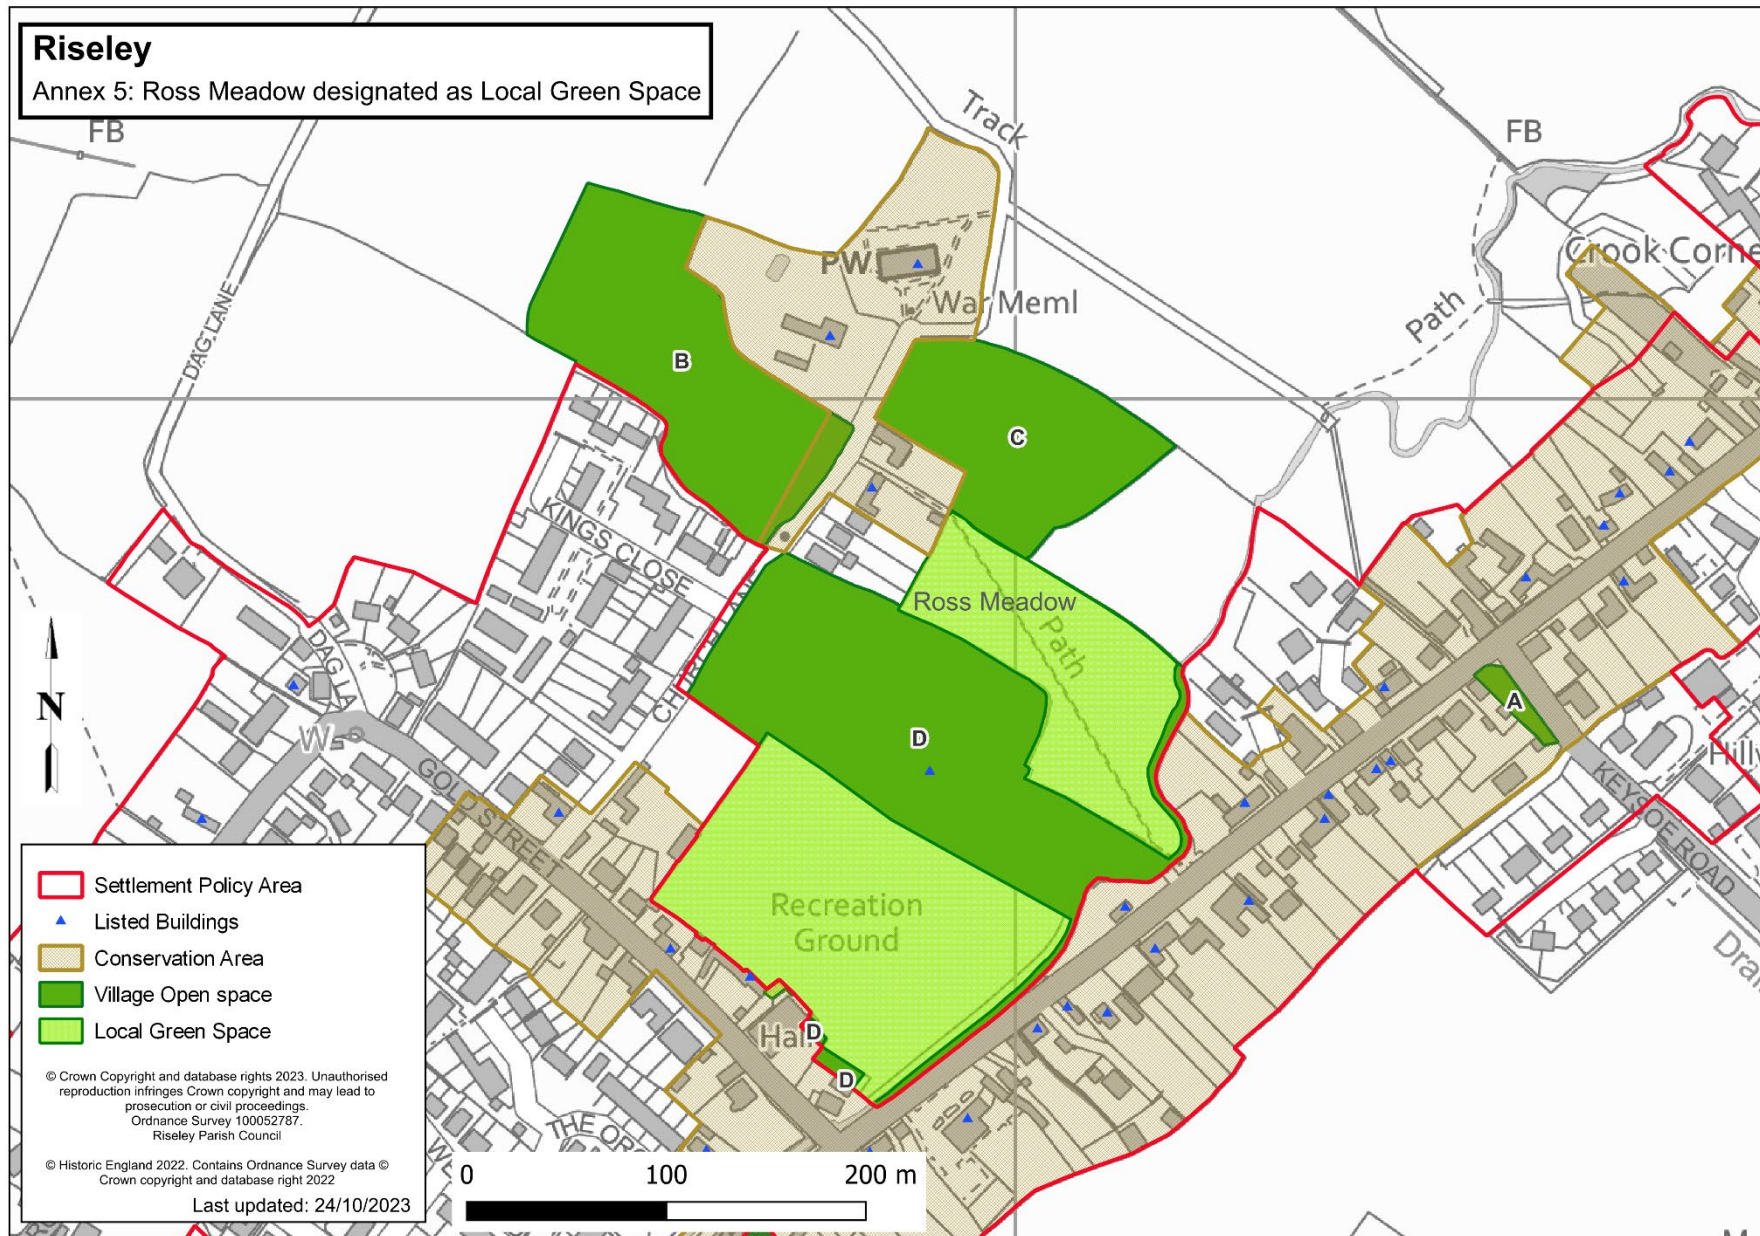 Riseley
Annex 5: Ross Meadow designated as Local Green Space
FB
Track
FB
DAG LANE
PW
War Meml
Crook Corne
Path
B
C
KINGS CLOSE
Ross Meadow
Path
DAG LA
N
W
D
A
GOLD STREET
KEYSOE ROAD
Recreation
Ground
D
D
THE OR
0 100 200 m
Settlement Policy Area
Listed Buildings
Conservation Area
Village Open space
Local Green Space
© Crown Copyright and database rights 2023. Unauthorised
reproduction infringes Crown copyright and may lead to
prosecution or civil proceedings.
Ordnance Survey 100052787.
Riseley Parish Council
© Historic England 2022. Contains Ordnance Survey data ©
Crown copyright and database right 2022
Last updated: 24/10/2023